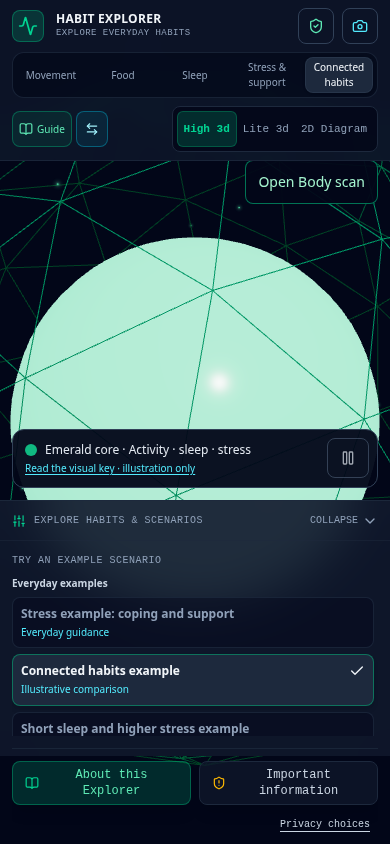 HABIT EXPLORER
EXPLORE EVERYDAY HABITS
Movement
Food
Sleep
Stress &
support
Connected
habits
Guide
High 3d
Lite 3d
2D Diagram
Open Body scan
Emerald core · Activity · sleep · stress
Read the visual key · illustration only
EXPLORE HABITS & SCENARIOS
COLLAPSE
TRY AN EXAMPLE SCENARIO
Everyday examples
Stress example: coping and support
Everyday guidance
Connected habits example
Illustrative comparison
Short sleep and higher stress example
About this
Explorer
Important
information
Privacy choices